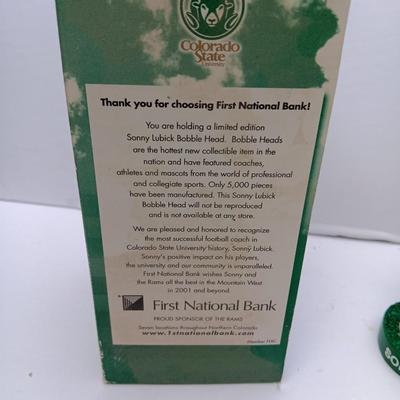 Colorado
State
University
Thank you for choosing First National Bank!
You are holding a limited edition
Sonny Lubick Bobble Head. Bobble Heads
are the hottest new collectible item in the
nation and have featured coaches,
athletes and mascots from the world of professional
and collegiate sports. Only 5,000 pieces
have been manufactured. This Sonny Lubick
Bobble Head will not be reproduced
and is not available at any store.
We are pleased and honored to recognize
the most successful football coach in
Colorado State University history, Sonny Lubick.
Sonny's positive impact on his players,
the university and our community is unparalleled.
First National Bank wishes Sonny and
the Rams all the best in the Mountain West
in 2001 and beyond.
First National Bank
PROUD SPONSOR OF THE RAMS
Seven locations throughout Northern Colorado
www.1stnationalbank.com
Member FDIC